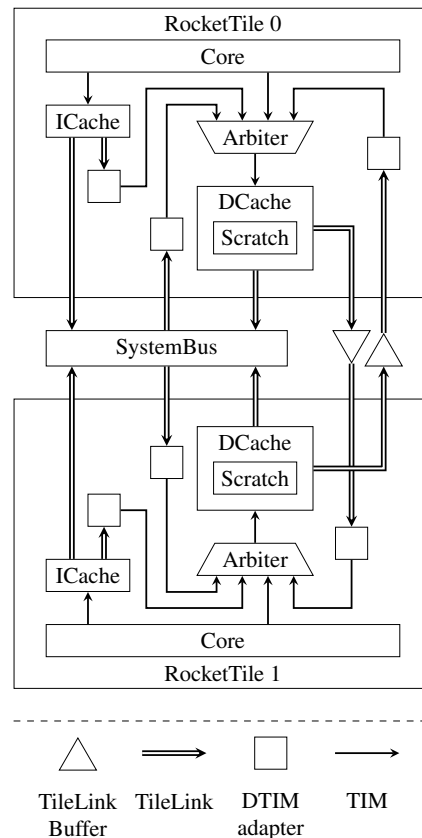 RocketTile 0
Core
ICache
Arbiter
DCache
Scratch
SystemBus
DCache
Scratch
Arbiter
ICache
Core
RocketTile 1
TileLink
Buffer
TileLink
DTIM
adapter
TIM